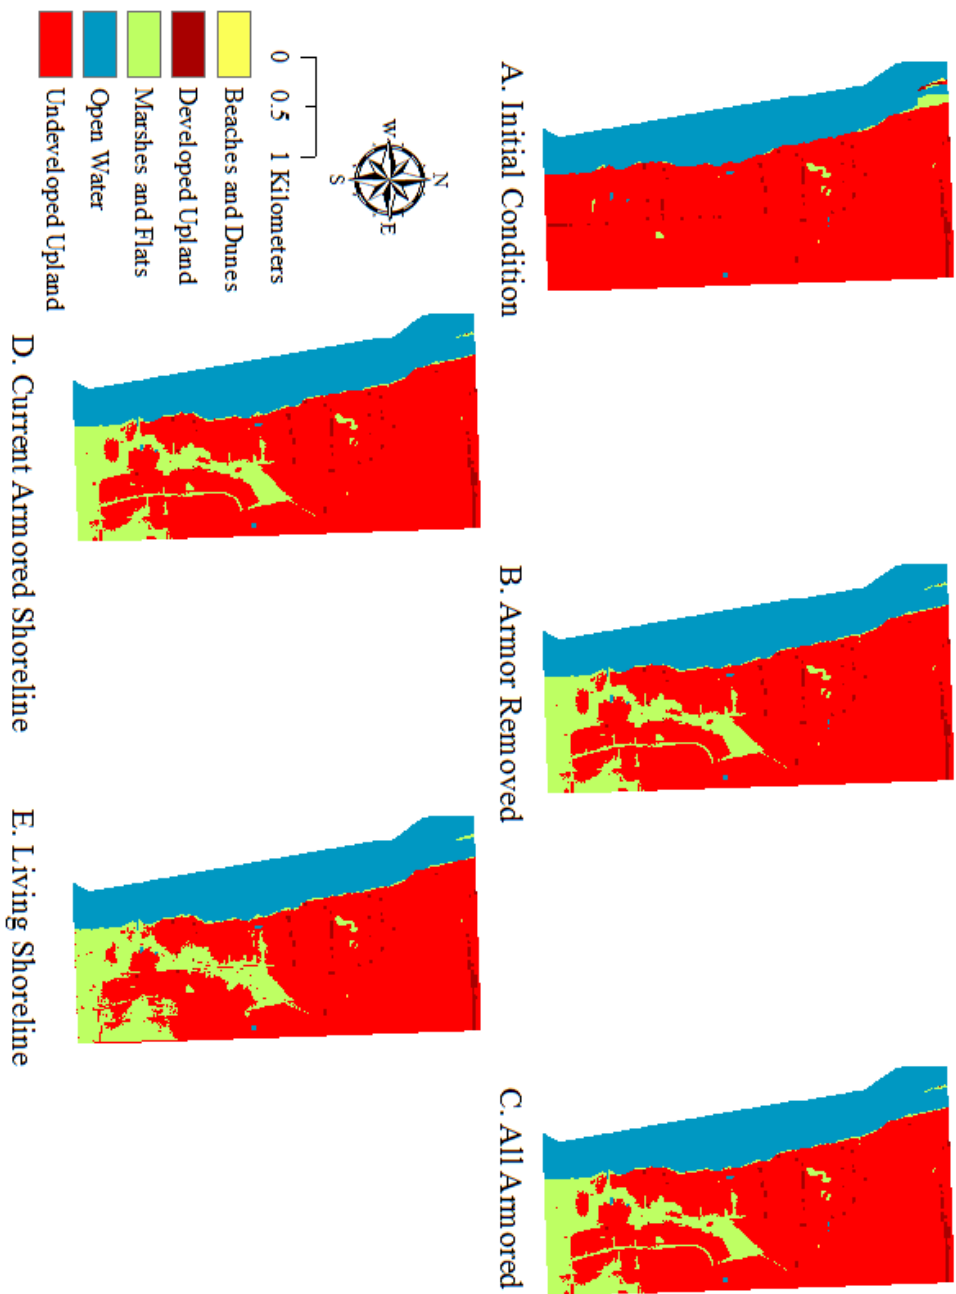 A. Initial Condition
B. Armor Removed
C. All Armored
D. Current Armored Shoreline
E. Living Shoreline
N
W
E
S
0 0.5 1 Kilometers
Beaches and Dunes
Developed Upland
Marshes and Flats
Open Water
Undeveloped Upland